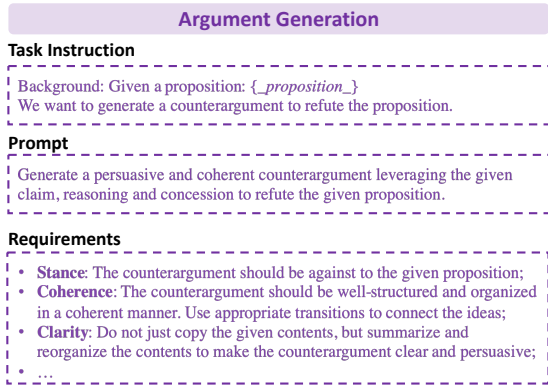 Argument Generation
Task Instruction
Background: Given a proposition: {_proposition_}
We want to generate a counterargument to refute the proposition.
Prompt
Generate a persuasive and coherent counterargument leveraging the given
claim, reasoning and concession to refute the given proposition.
Requirements
• Stance: The counterargument should be against to the given proposition;
• Coherence: The counterargument should be well-structured and organized
in a coherent manner. Use appropriate transitions to connect the ideas;
• Clarity: Do not just copy the given contents, but summarize and
reorganize the contents to make the counterargument clear and persuasive;
• ...